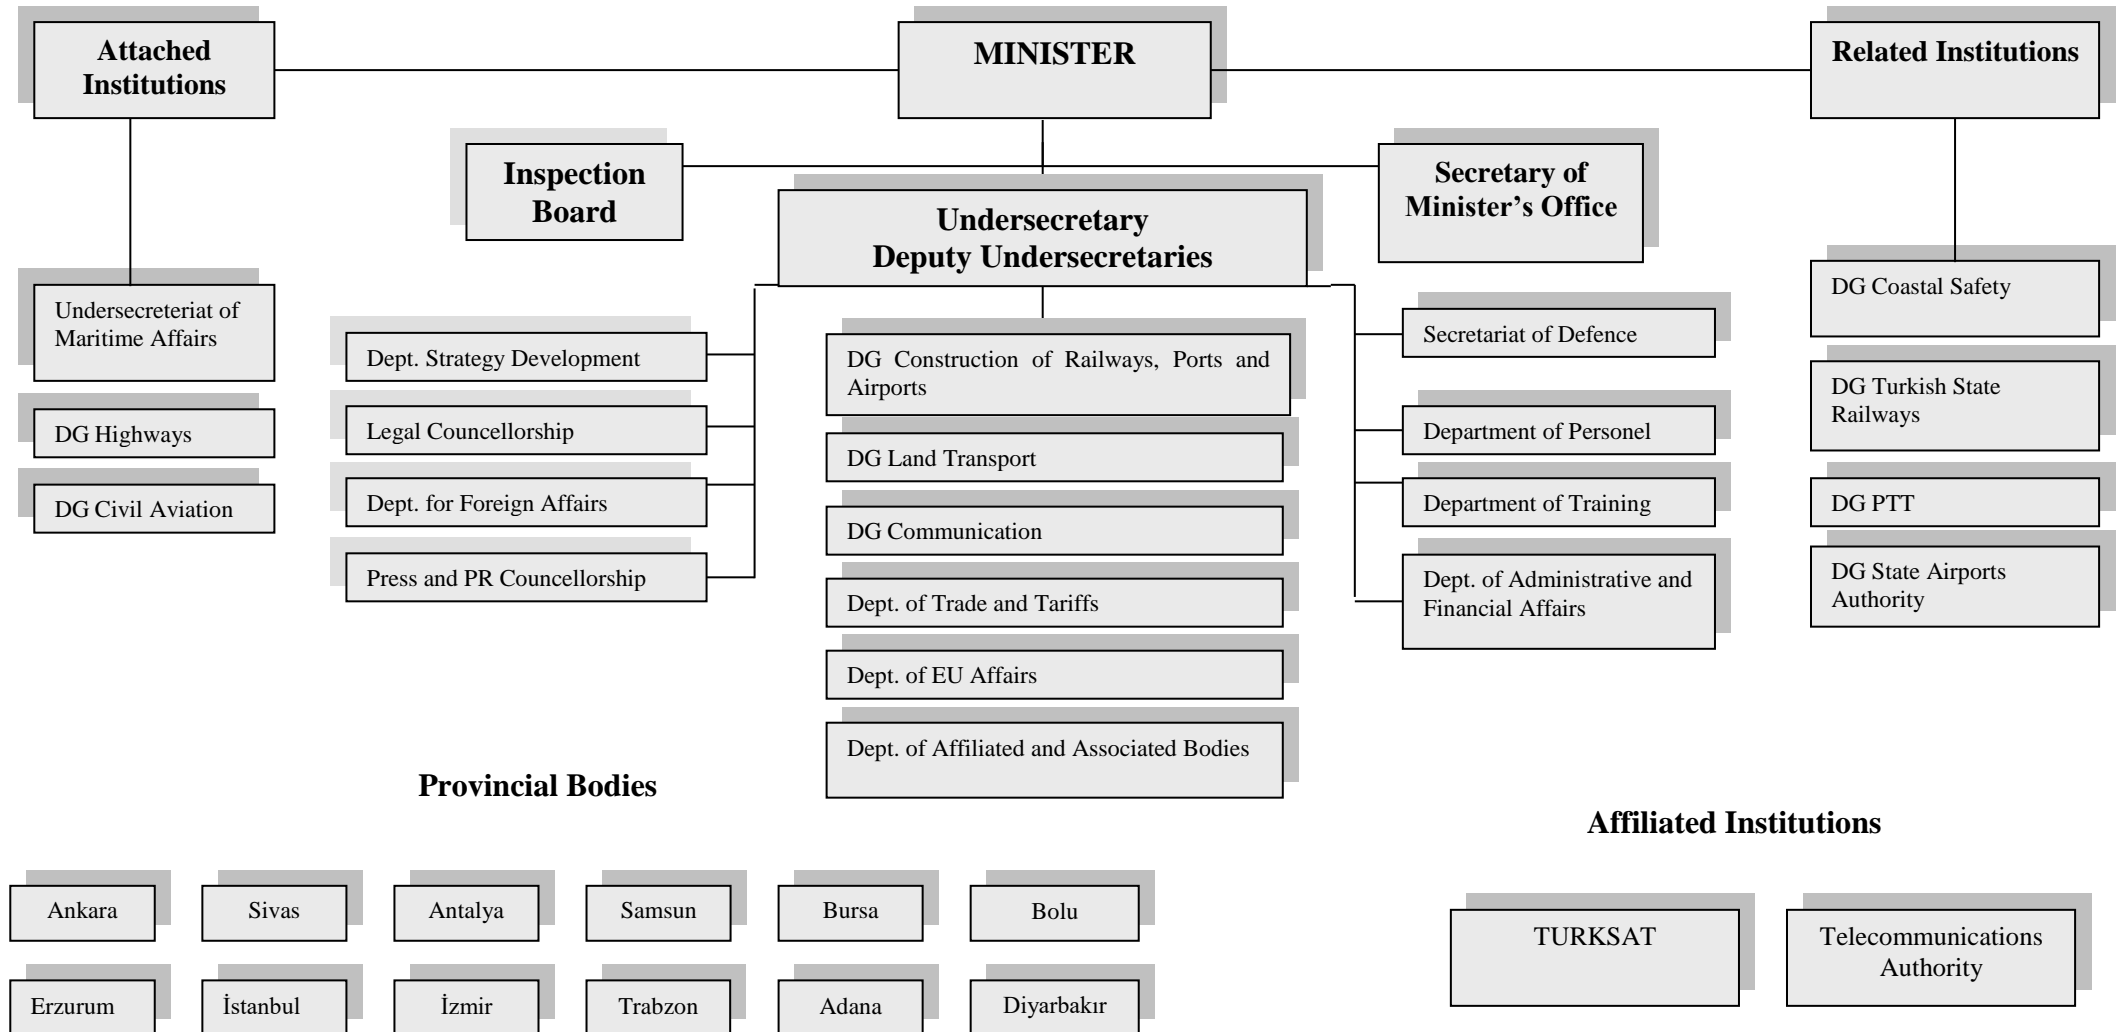 Attached
Institutions
MINISTER
Related Institutions
Inspection
Board
Secretary of
Minister’s Office
Undersecretary
Deputy Undersecretaries
Undersecreteriat of
Maritime Affairs
DG Highways
DG Civil Aviation
Dept. Strategy Development
Legal Councellorship
Dept. for Foreign Affairs
Press and PR Councellorship
DG Construction of Railways, Ports and
Airports
DG Land Transport
DG Communication
Dept. of Trade and Tariffs
Dept. of EU Affairs
Dept. of Affiliated and Associated Bodies
Secretariat of Defence
Department of Personel
Department of Training
Dept. of Administrative and
Financial Affairs
DG Coastal Safety
DG Turkish State
Railways
DG PTT
DG State Airports
Authority
Provincial Bodies
Ankara
Sivas
Antalya
Samsun
Bursa
Bolu
Erzurum
İstanbul
İzmir
Trabzon
Adana
Diyarbakır
Affiliated Institutions
TURKSAT
Telecommunications
Authority